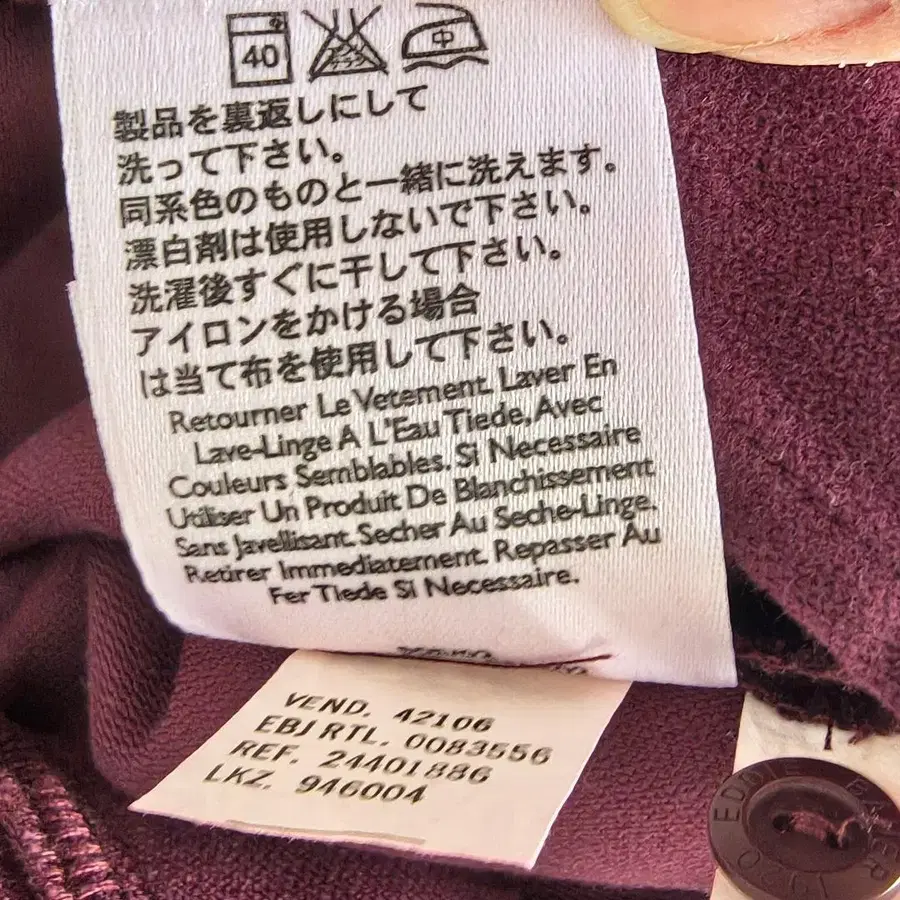 40
中
製品を裏返しにして
洗って下さい。
同系色のものと一緒に洗えます。
漂白剤は使用しないで下さい。
洗濯後すぐに干して下さい。
アイロンをかける場合
は当て布を使用して下さい。
Retourner Le Vetement. Laver En
Lave-Linge A L'Eau Tiede, Avec
Couleurs Semblables. Si Necessaire
Utiliser Un Produit De Blanchissement
Sans Javellisant. Secher Au Seche-Linge.
Retirer Immediatement. Repasser Au
Fer Tiede Si Necessaire.
VEND. 42106
EBJ RTL. 0083556
REF. 24401886
LKZ. 946004
EDDIE BAUER
1920